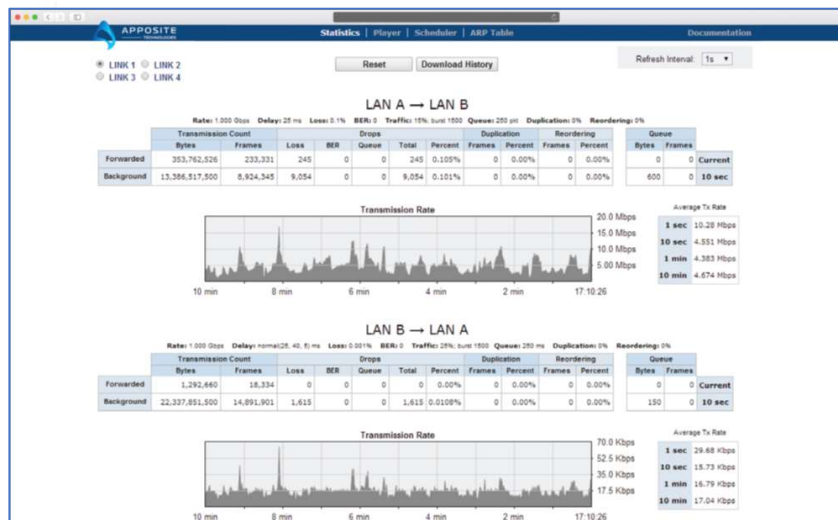 APPOSITE
TECHNOLOGIES
Statistics | Player | Scheduler | ARP Table
Documentation
LINK 1 LINK 2
LINK 3 LINK 4
Reset Download History
Refresh Interval: 1s
LAN A → LAN B
Rate: 1.000 Gbps Delay: 25 ms Loss: 0.1% BER: 0 Traffic: 15%; burst 1500 Queue: 250 pkt Duplication: 0% Reordering: 0%
Transmission Count Drops Duplication Reordering Queue
Bytes Frames Loss BER Queue Total Percent Frames Percent Frames Percent Bytes Frames
Forwarded 353,762,526 233,331 245 0 0 245 0.105% 0 0.00% 0 0.00% 0 0 Current
Background 13,386,517,500 8,924,345 9,054 0 0 9,054 0.101% 0 0.00% 0 0.00% 600 0 10 sec
Transmission Rate
20.0 Mbps
15.0 Mbps
10.0 Mbps
5.00 Mbps
10 min 8 min 6 min 4 min 2 min 17:10:26
Average Tx Rate
1 sec 10.28 Mbps
10 sec 4.551 Mbps
1 min 4.383 Mbps
10 min 4.674 Mbps
LAN B → LAN A
Rate: 1.000 Gbps Delay: normal(25, 40, 5) ms Loss: 0.001% BER: 0 Traffic: 25%; burst 1500 Queue: 250 ms Duplication: 0% Reordering: 0%
Transmission Count Drops Duplication Reordering Queue
Bytes Frames Loss BER Queue Total Percent Frames Percent Frames Percent Bytes Frames
Forwarded 1,292,660 18,334 0 0 0 0 0.00% 0 0.00% 0 0.00% 0 0 Current
Background 22,337,851,500 14,891,901 1,615 0 0 1,615 0.0108% 0 0.00% 0 0.00% 150 0 10 sec
Transmission Rate
70.0 Kbps
52.5 Kbps
35.0 Kbps
17.5 Kbps
10 min 8 min 6 min 4 min 2 min 17:10:26
Average Tx Rate
1 sec 29.68 Kbps
10 sec 15.73 Kbps
1 min 16.79 Kbps
10 min 17.04 Kbps